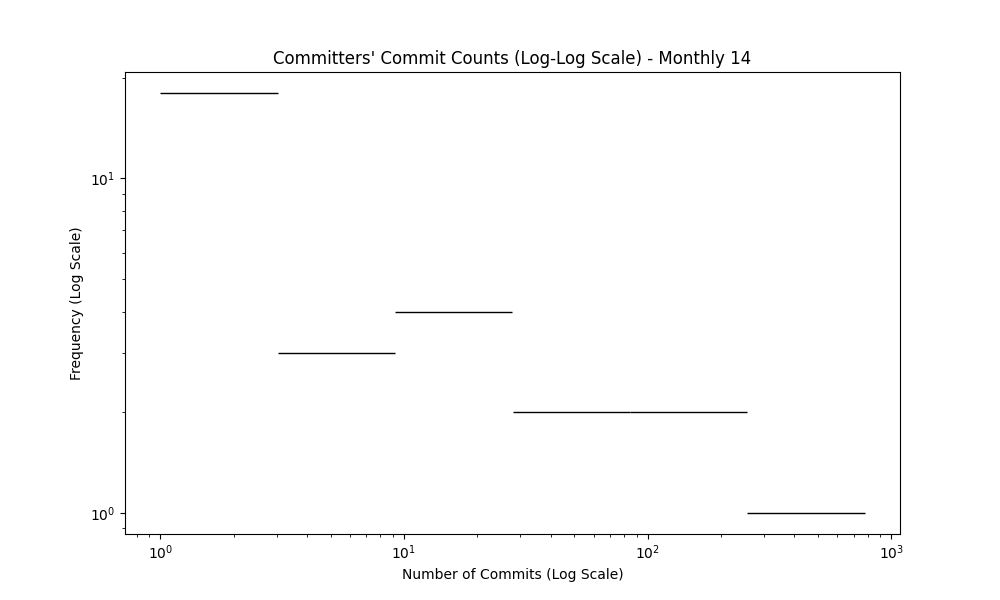 Committers' Commit Counts (Log-Log Scale) - Monthly 14
Frequency (Log Scale)
10¹
10⁰
10⁰ 10¹ 10² 10³
Number of Commits (Log Scale)